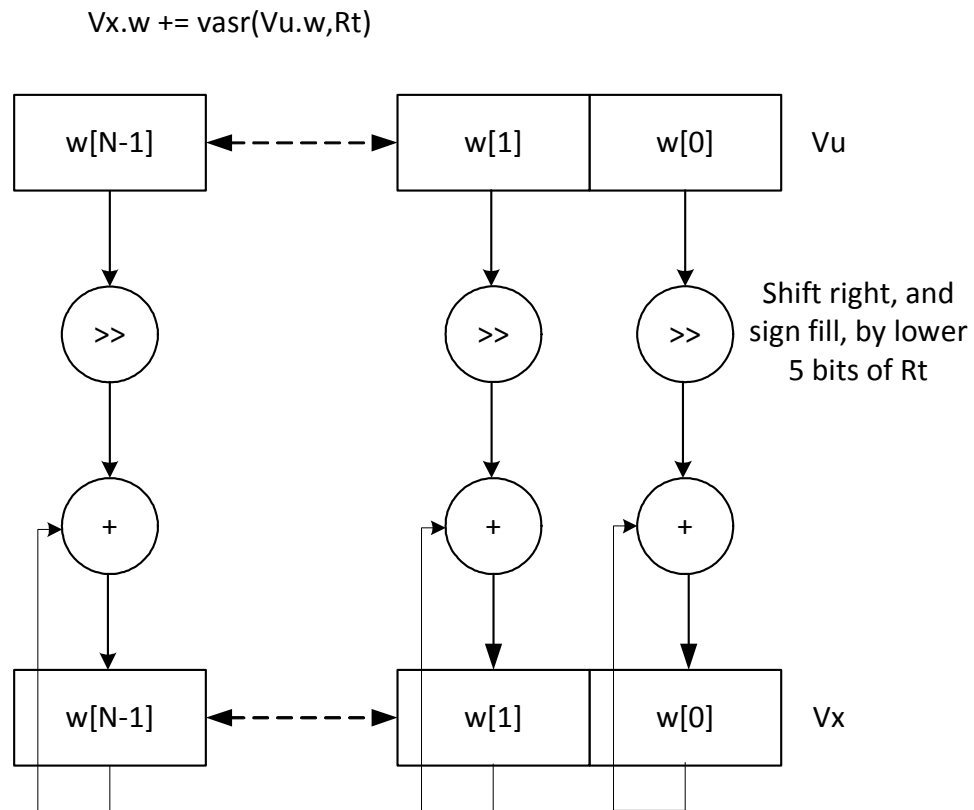 Vx.w += vasr(Vu.w,Rt)
w[N-1] w[1] w[0] Vu
>> >> >>
Shift right, and
sign fill, by lower
5 bits of Rt
+ + +
w[N-1] w[1] w[0] Vx